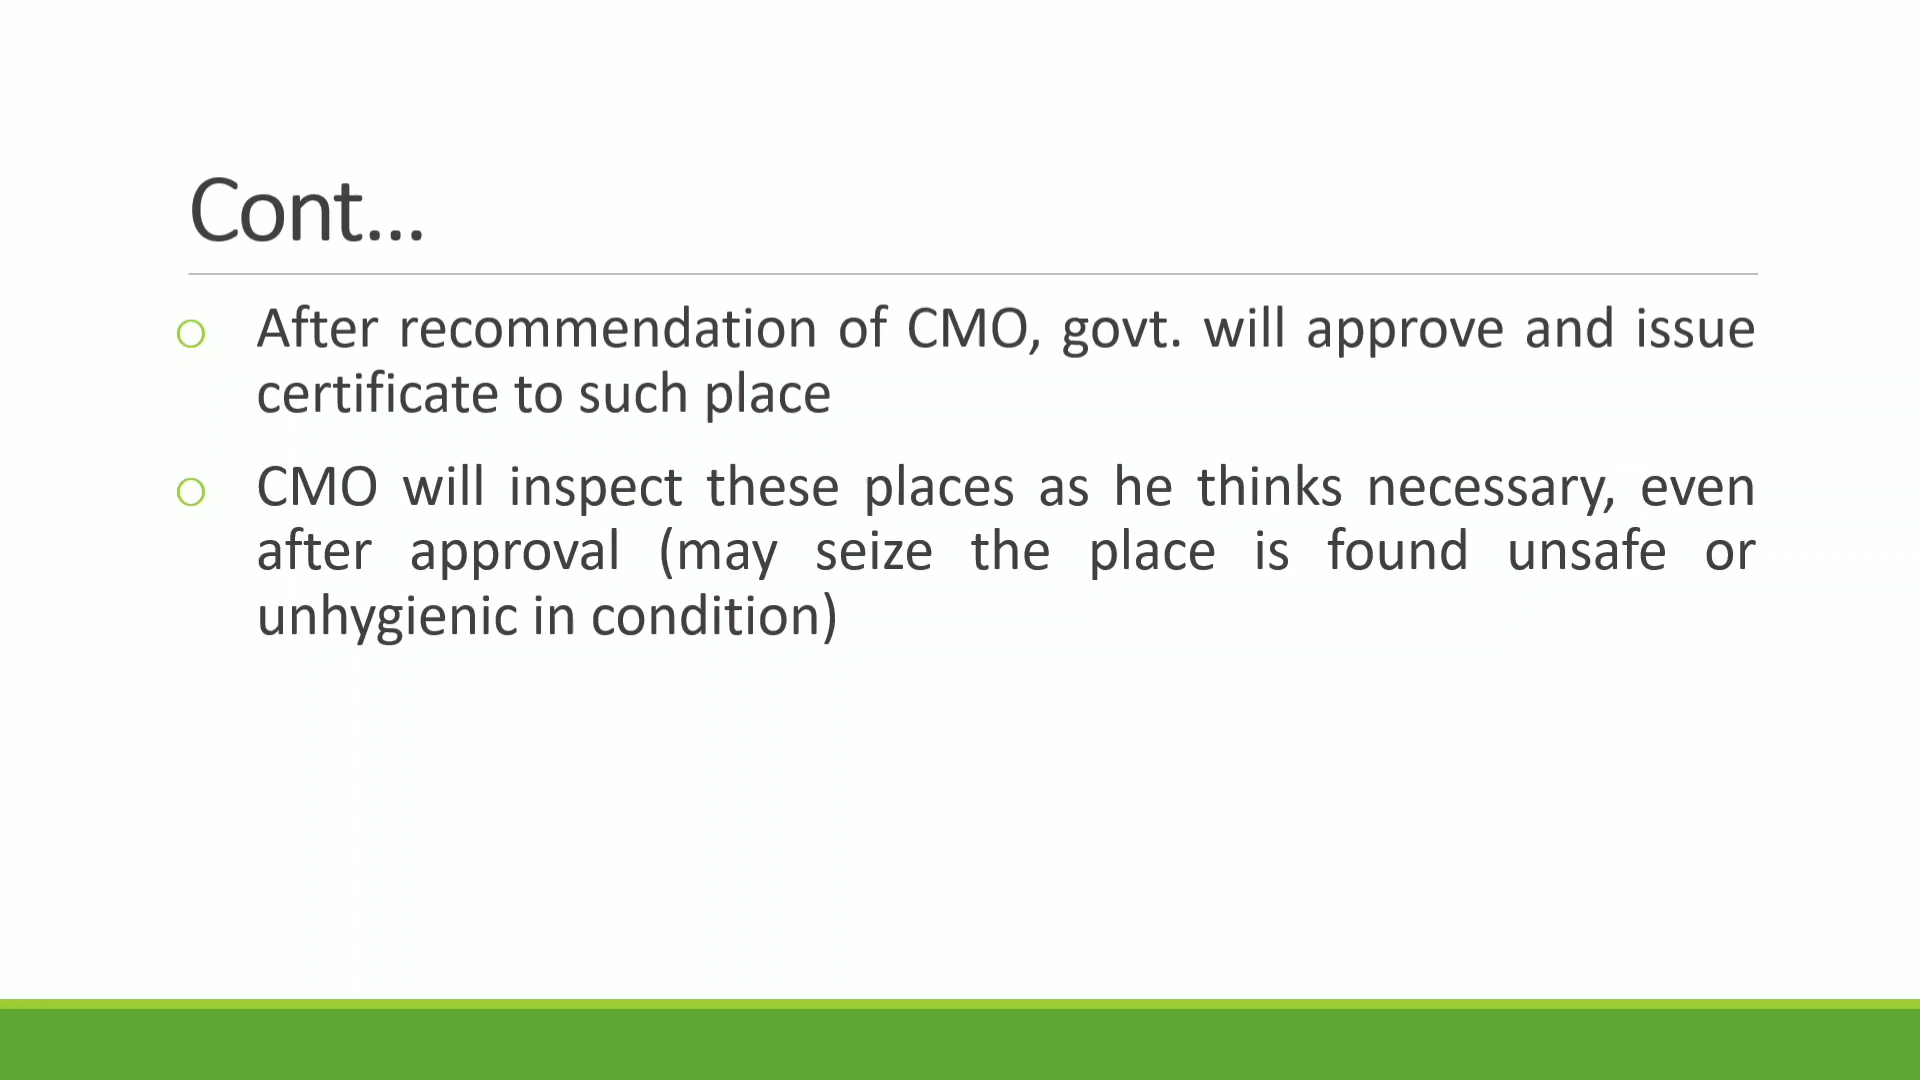 Cont…
After recommendation of CMO, govt. will approve and issue
certificate to such place
CMO will inspect these places as he thinks necessary, even
after approval (may seize the place is found unsafe or
unhygienic in condition)